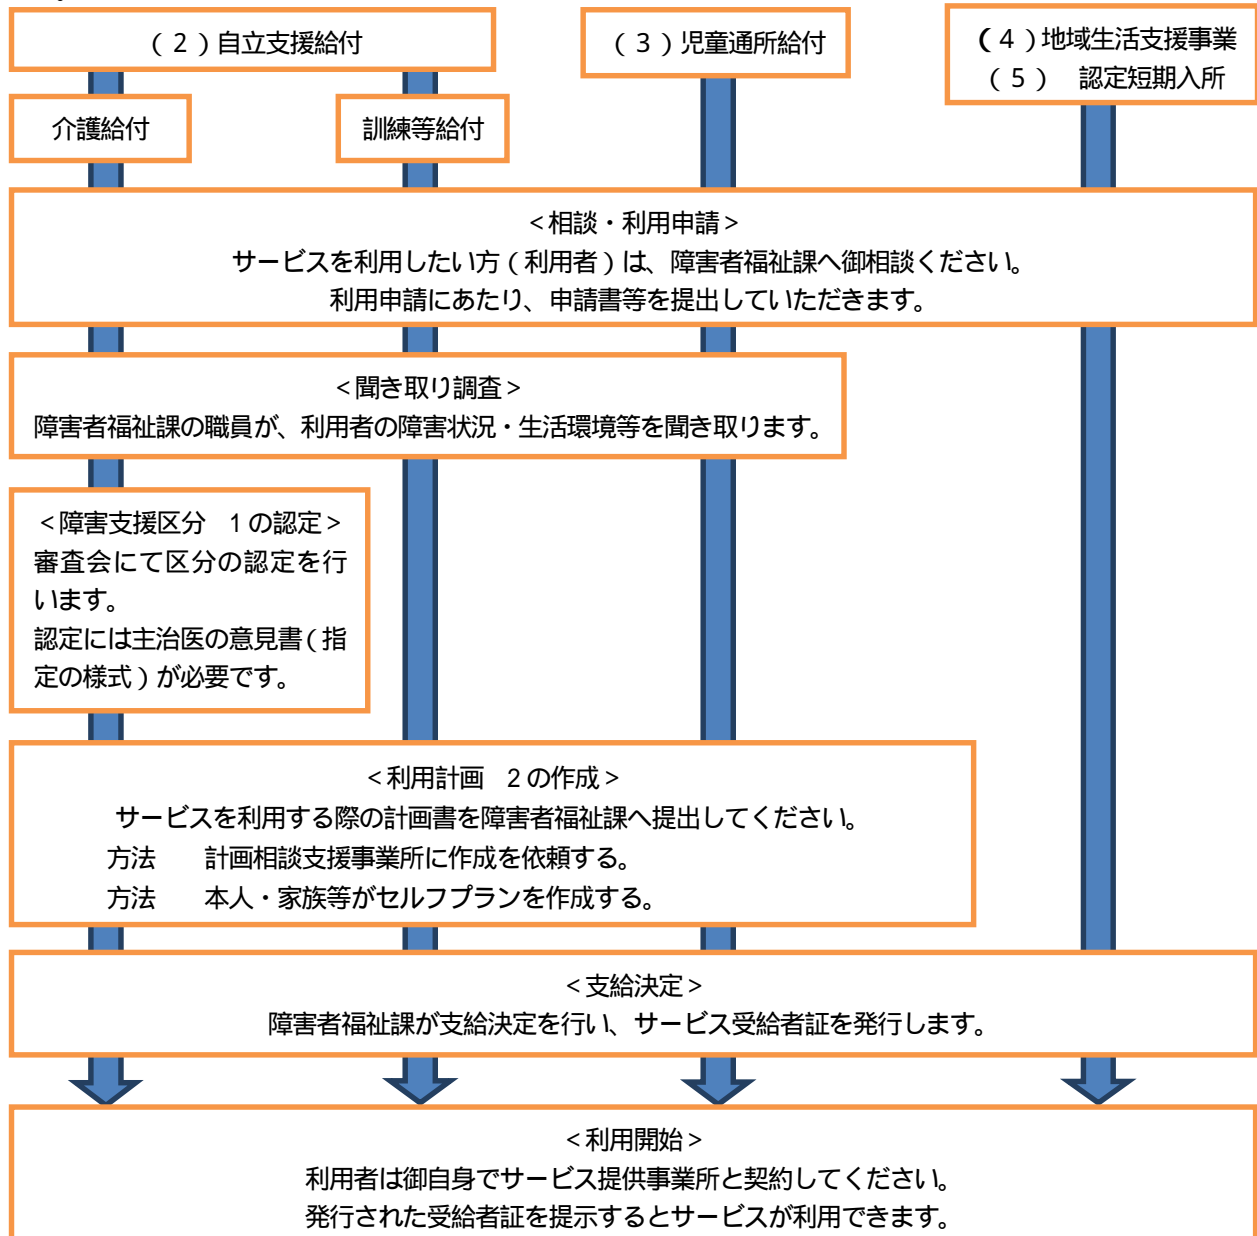 (2)自立支援給付
(3)児童通所給付
(4)地域生活支援事業
(5) 認定短期入所
介護給付
訓練等給付
<相談・利用申請>
サービスを利用したい方(利用者)は、障害者福祉課へ御相談ください。
利用申請にあたり、申請書等を提出していただきます。
<聞き取り調査>
障害者福祉課の職員が、利用者の障害状況・生活環境等を聞き取ります。
<障害支援区分 1の認定>
審査会にて区分の認定を行
います。
認定には主治医の意見書(指
定の様式)が必要です。
<利用計画 2の作成>
サービスを利用する際の計画書を障害者福祉課へ提出してください。
方法 計画相談支援事業所に作成を依頼する。
方法 本人・家族等がセルフプランを作成する。
<支給決定>
障害者福祉課が支給決定を行い、サービス受給者証を発行します。
<利用開始>
利用者は御自身でサービス提供事業所と契約してください。
発行された受給者証を提示するとサービスが利用できます。